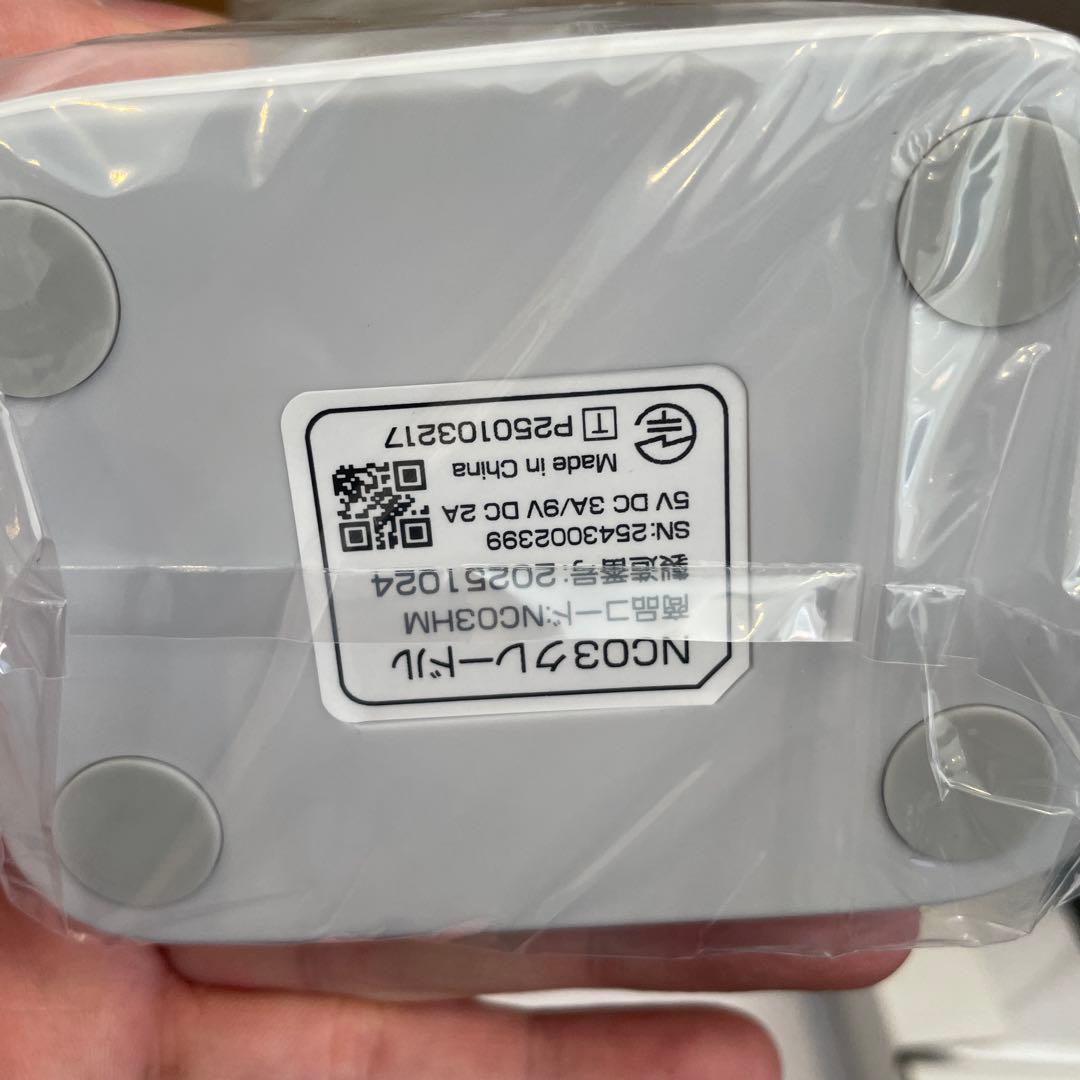 NC03クレードル
商品コード:NC03HM
製造番号:20251024
SN:2543002399
5V DC 3A/9V DC 2A
Made in China
T P250103217